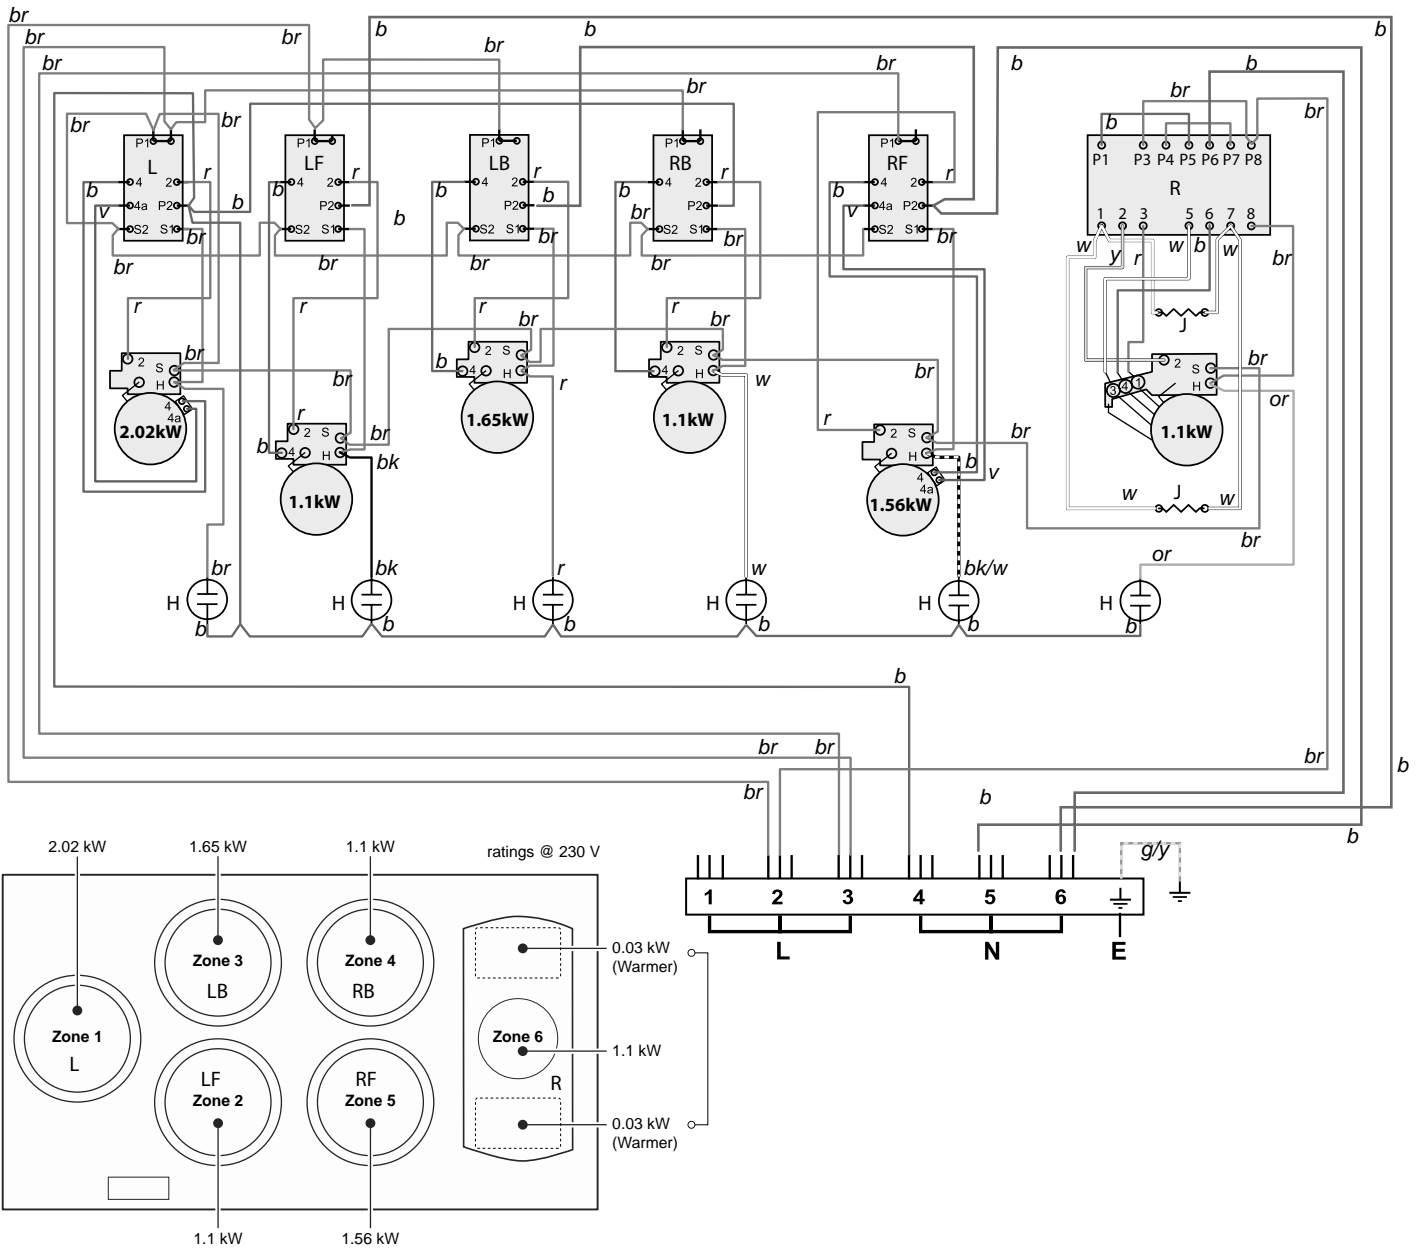 br br br b b
br br b
br br br b b
br br
br br b
P1 P1 P1 P1 P1 P1 P3 P4 P5 P6 P7 P8
L LF LB RB RF R
b 4 2 r b 4 2 r b 4 2 r b 4 2 r b 4 2 r
v 4a P2 b P2 b P2 b P2 v 4a P2
S2 S1 br S2 S1 S2 S1 br br S2 S1 S2 S1 br
1 2 3 5 6 7 8
w y r w b w br
br br br br
r r r r
J
br br br
2 S H 2 S H 2 S H 2 S H
b 4 b 4 w br
r
3 4 1
or
4 4a
2.02kW 1.65kW 1.1kW 1.1kW
r br r br
b 4 2 S H bk 2 S H b v
4 4a
1.1kW 1.56kW
w J w
br
or
br bk r w bk/w
H H H H H H
b b b b b b
b
br br br
br b b
b
g/y
1 2 3 4 5 6
L N E
2.02 kW 1.65 kW 1.1 kW ratings @ 230 V
0.03 kW
(Warmer)
Zone 3 Zone 4
LB RB
Zone 1
L
Zone 6
1.1 kW
R
LF RF
Zone 2 Zone 5
0.03 kW
(Warmer)
1.1 kW 1.56 kW